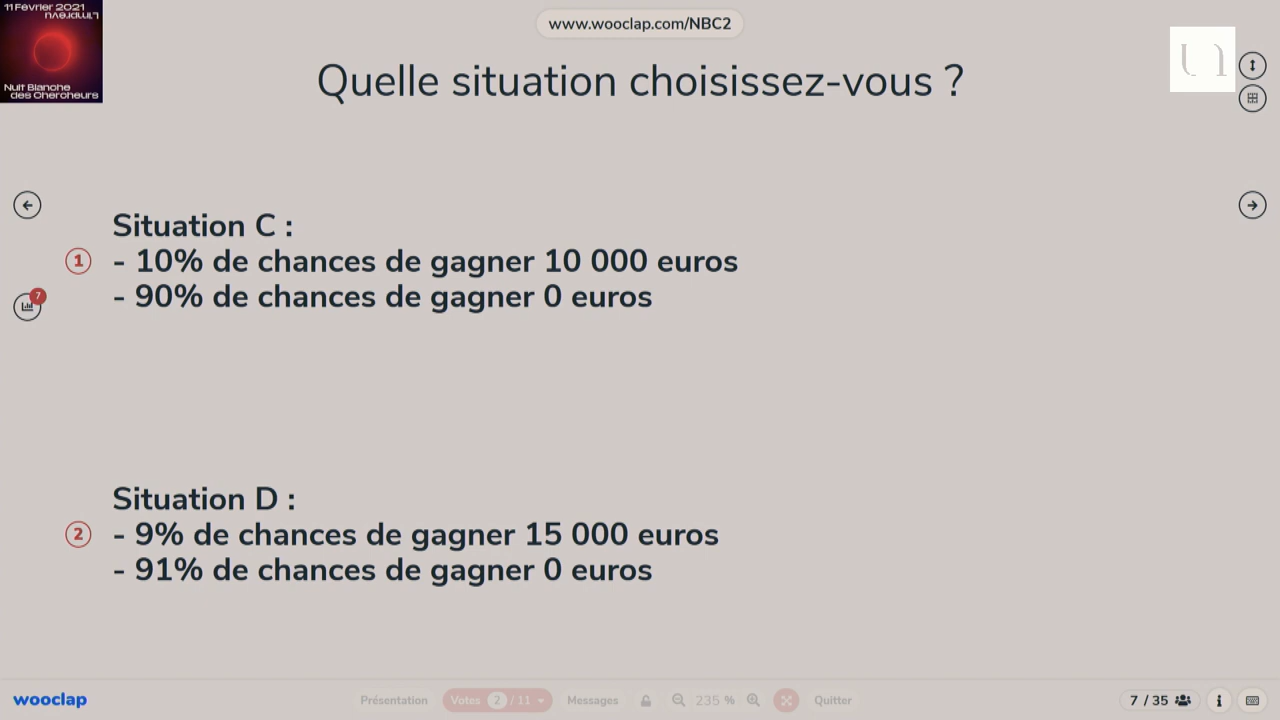 11 Février 2021
L'imprévu
Nuit Blanche
des Chercheurs
www.wooclap.com/NBC2
Quelle situation choisissez-vous ?
Situation C :
1
- 10% de chances de gagner 10 000 euros
- 90% de chances de gagner 0 euros
7
Situation D :
2
- 9% de chances de gagner 15 000 euros
- 91% de chances de gagner 0 euros
wooclap
Présentation Votes 2 / 11 Messages 235 % Quitter
7 / 35